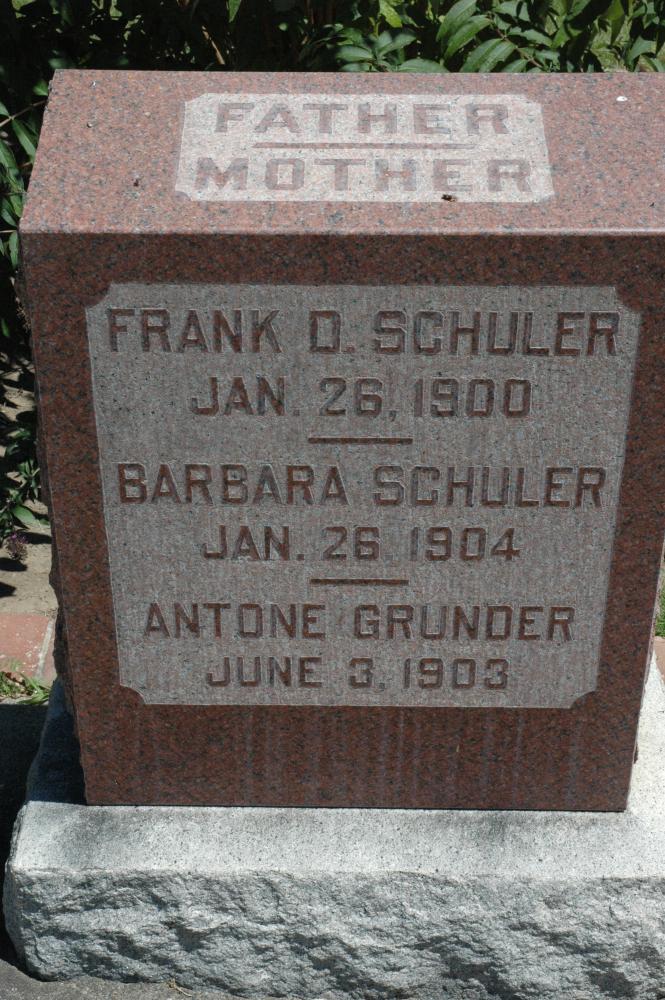 FATHER
MOTHER
FRANK D. SCHULER
JAN. 26, 1900
BARBARA SCHULER
JAN. 26 1904
ANTONE GRUNDER
JUNE 3, 1903